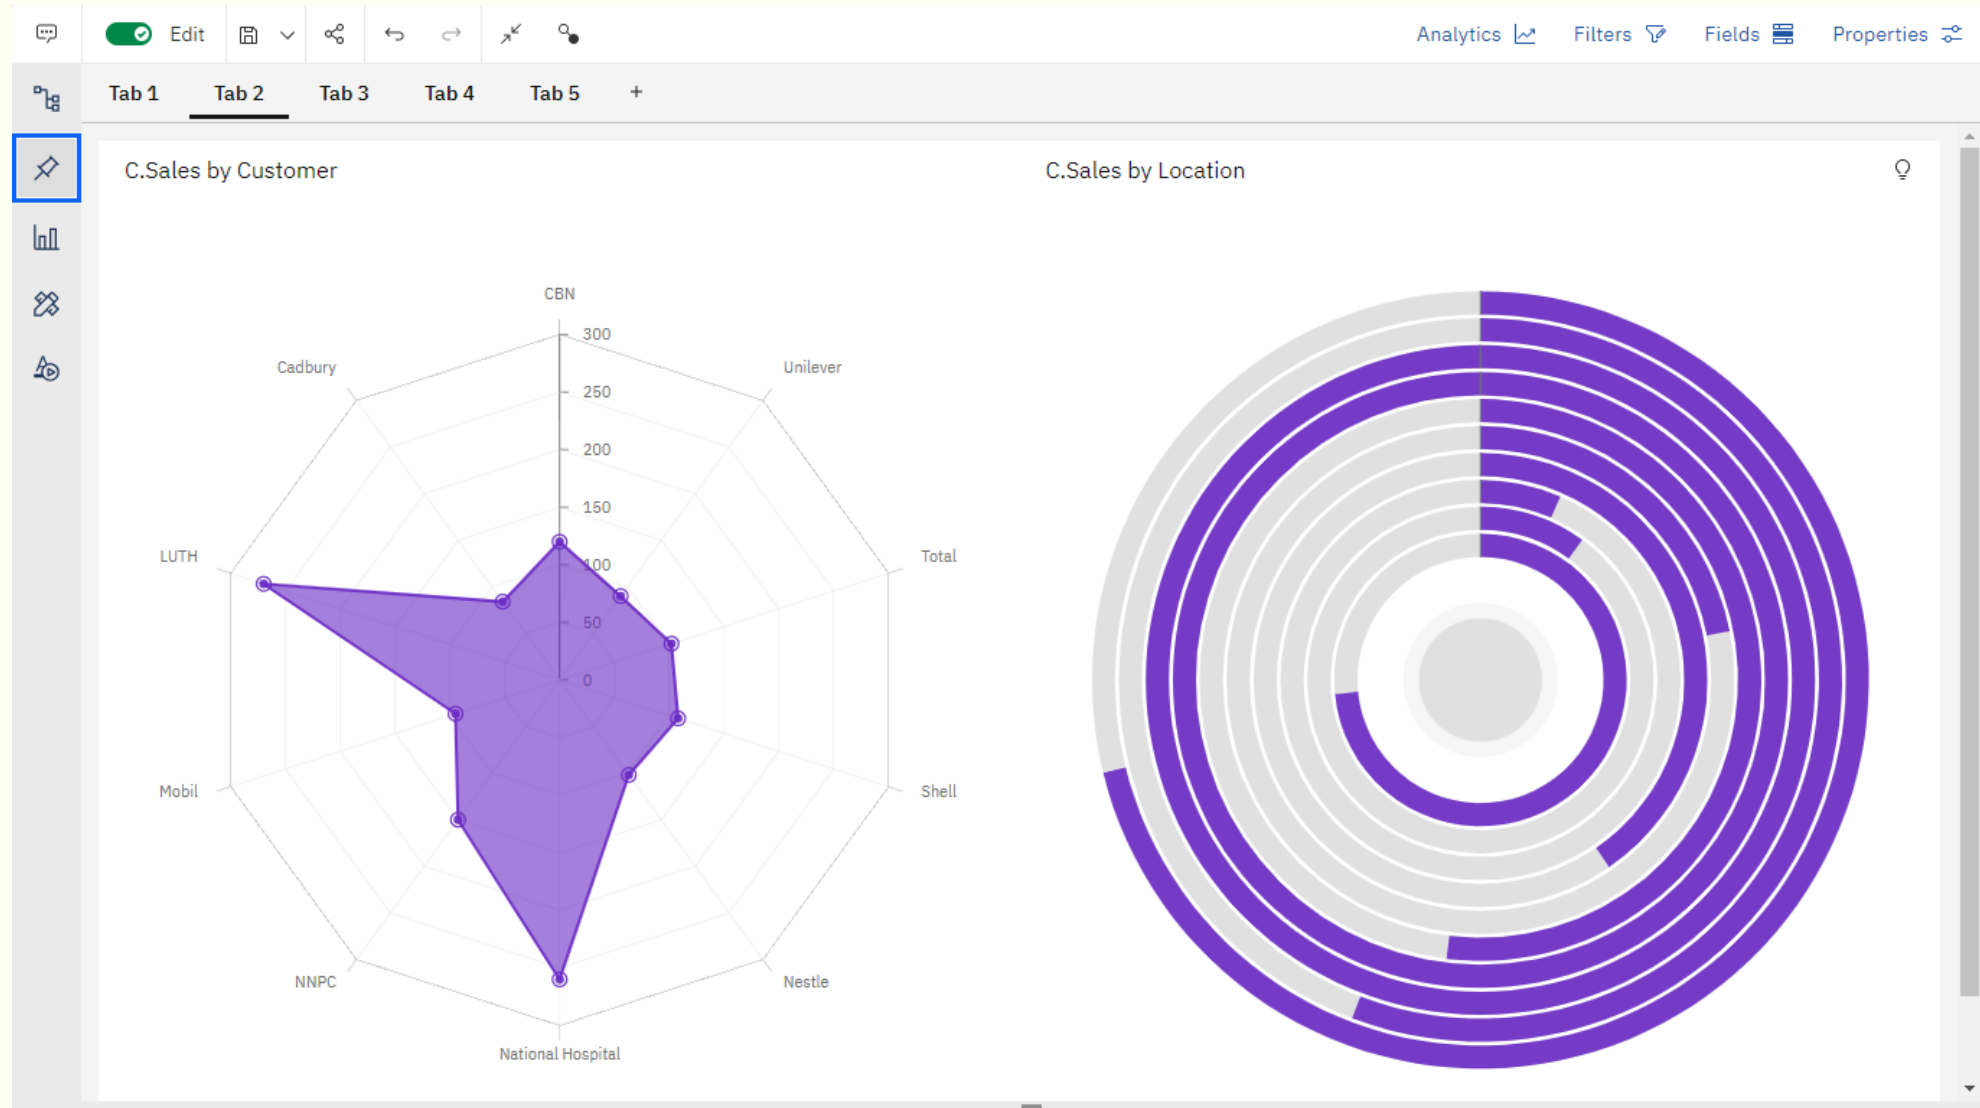 Edit
Analytics
Filters
Fields
Properties
Tab 1
Tab 2
Tab 3
Tab 4
Tab 5
+
C.Sales by Customer
C.Sales by Location
CBN
300
Cadbury
Unilever
250
200
150
LUTH
Total
100
50
0
Mobil
Shell
NNPC
Nestle
National Hospital